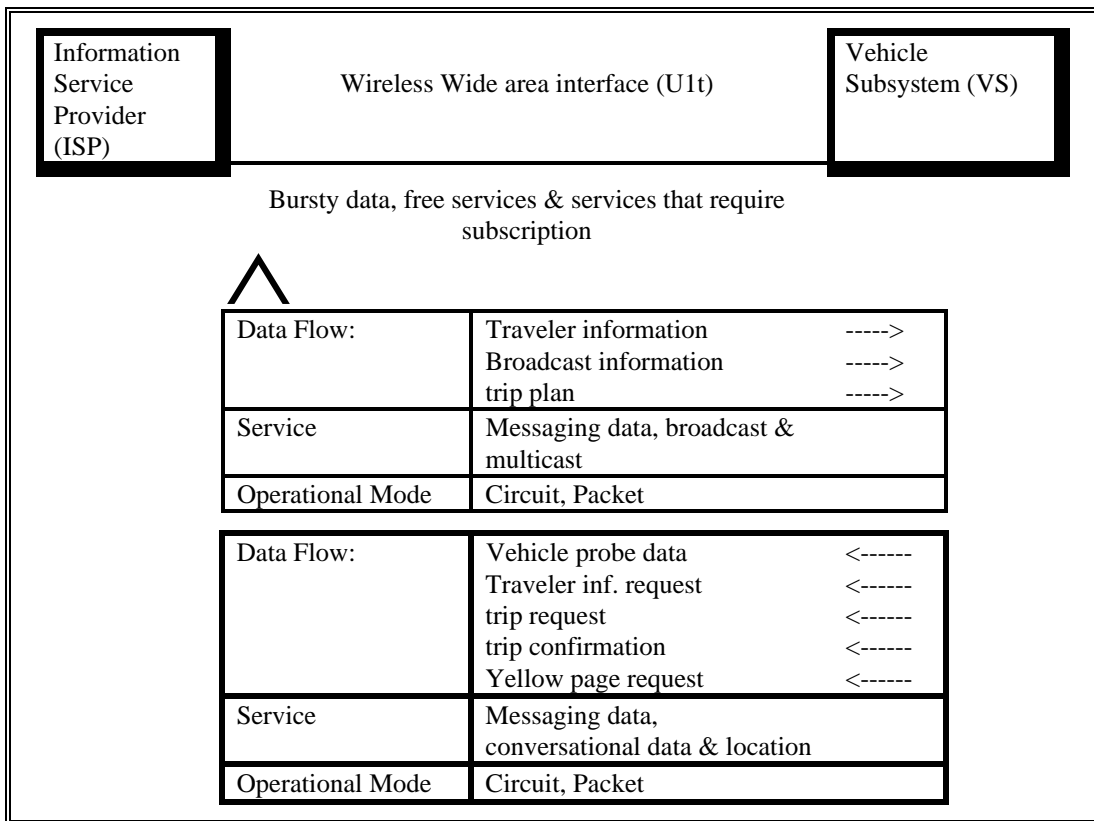 Information
Service
Provider
(ISP)
Wireless Wide area interface (U1t)
Vehicle
Subsystem (VS)
Bursty data, free services & services that require
subscription
Data Flow:
Traveler information ----->
Broadcast information ----->
trip plan ----->
Service
Messaging data, broadcast &
multicast
Operational Mode
Circuit, Packet
Data Flow:
Vehicle probe data <------
Traveler inf. request <------
trip request <------
trip confirmation <------
Yellow page request <------
Service
Messaging data,
conversational data & location
Operational Mode
Circuit, Packet